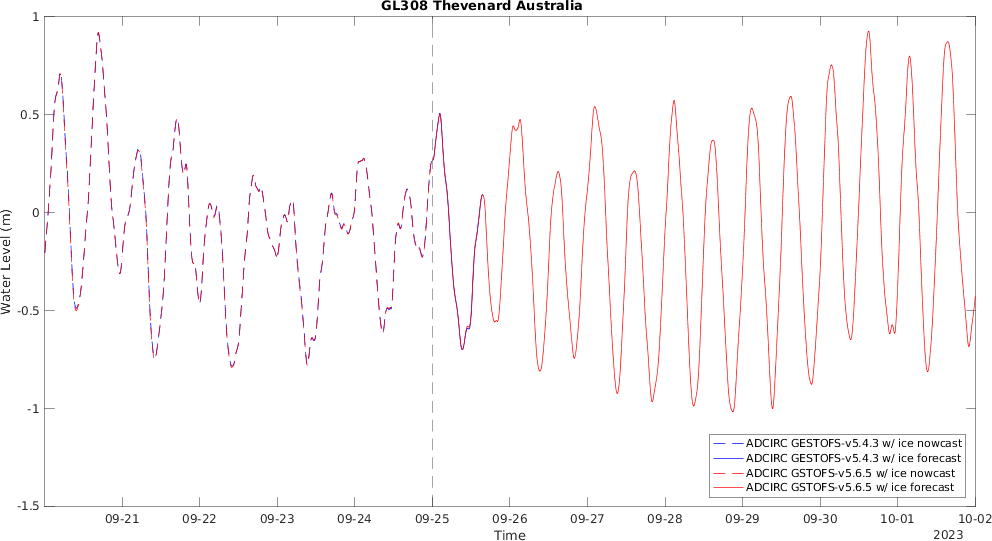 GL308 Thevenard Australia
1
0.5
0
-0.5
-1
-1.5
Water Level (m)
ADCIRC GESTOFS-v5.4.3 w/ ice nowcast
ADCIRC GESTOFS-v5.4.3 w/ ice forecast
ADCIRC GSTOFS-v5.6.5 w/ ice nowcast
ADCIRC GSTOFS-v5.6.5 w/ ice forecast
09-21 09-22 09-23 09-24 09-25 09-26 09-27 09-28 09-29 09-30 10-01 10-02
Time
2023